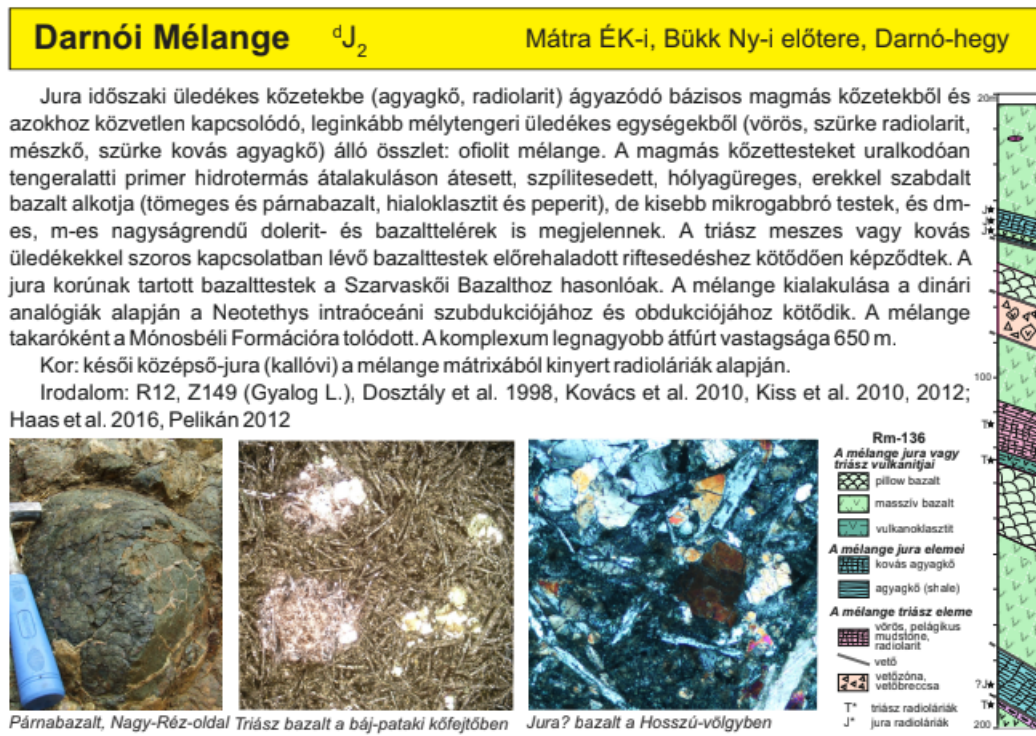 Darnói Mélange dJ2 Mátra ÉK-i, Bükk Ny-i előtere, Darnó-hegy
Jura időszaki üledékes kőzetekbe (agyagkő, radiolarit) ágyazódó bázisos magmás kőzetekből és
azokhoz közvetlen kapcsolódó, leginkább mélytengeri üledékes egységekből (vörös, szürke radiolarit,
mészkő, szürke kovás agyagkő) álló összlet: ofiolit mélange. A magmás kőzettesteket uralkodóan
tengeralatti primer hidrotermás átalakuláson átesett, szpílitesedett, hólyagüreges, erekkel szabdalt
bazalt alkotja (tömeges és párnabazalt, hialoklasztit és peperit), de kisebb mikrogabbró testek, és dm-
es, m-es nagyságrendű dolerit- és bazalttelérek is megjelennek. A triász meszes vagy kovás
üledékekkel szoros kapcsolatban lévő bazalttestek előrehaladott riftesedéshez kötődően képződtek. A
jura korúnak tartott bazalttestek a Szarvaskői Bazalthoz hasonlóak. A mélange kialakulása a dinári
analógiák alapján a Neotethys intraóceáni szubdukciójához és obdukciójához kötődik. A mélange
takaróként a Mónosbéli Formációra tolódott. A komplexum legnagyobb átfúrt vastagsága 650 m.
Kor: késői középső-jura (kallóvi) a mélange mátrixából kinyert radioláriák alapján.
Irodalom: R12, Z149 (Gyalog L.), Dosztály et al. 1998, Kovács et al. 2010, Kiss et al. 2010, 2012;
Haas et al. 2016, Pelikán 2012
Párnabazalt, Nagy-Réz-oldal
Triász bazalt a báj-pataki kőfejtőben
Jura? bazalt a Hosszú-völgyben
Rm-136
A mélange jura vagy
triász vulkanitjai
pillow bazalt
masszív bazalt
vulkanoklasztit
A mélange jura elemei
kovás agyagkő
agyagkő (shale)
A mélange triász eleme
vörös, pelágikus
mudstone,
radiolarit
vető
vetőzóna,
vetőbreccsa
T* triász radioláriák
J* jura radioláriák
20m
J★
J★
J★
100
T★
T★
?J★
T★
200